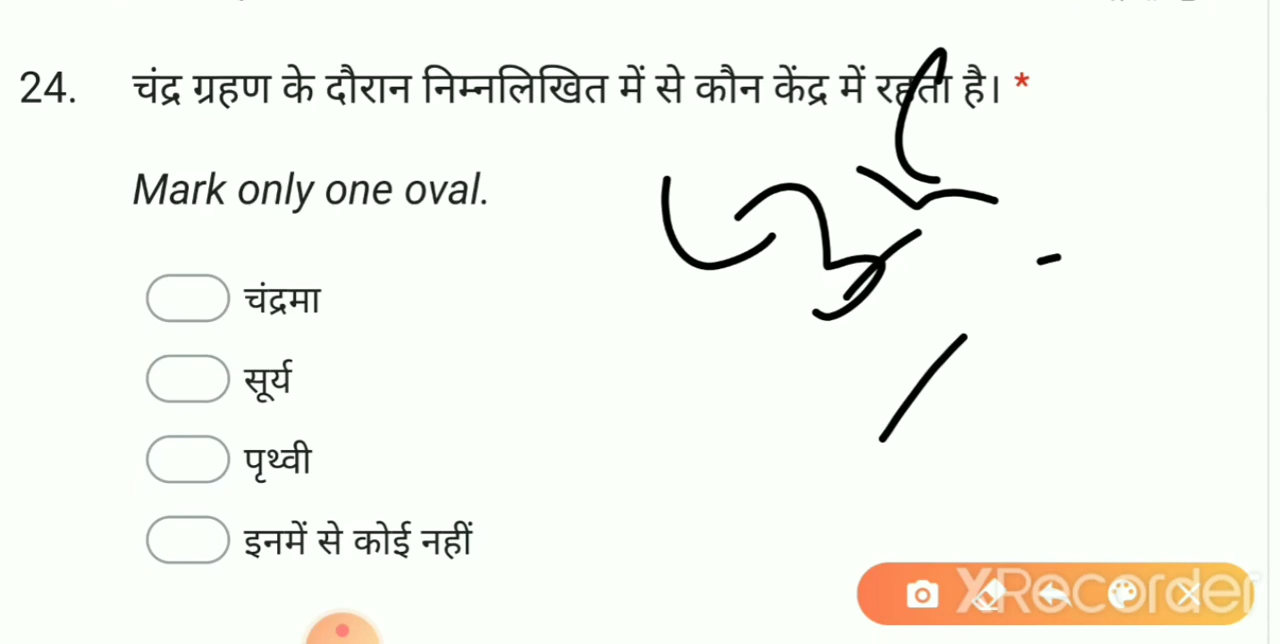 24. चंद्र ग्रहण के दौरान निम्नलिखित में से कौन केंद्र में रहता है। *
Mark only one oval.
चंद्रमा
सूर्य
पृथ्वी
इनमें से कोई नहीं
XRecorder